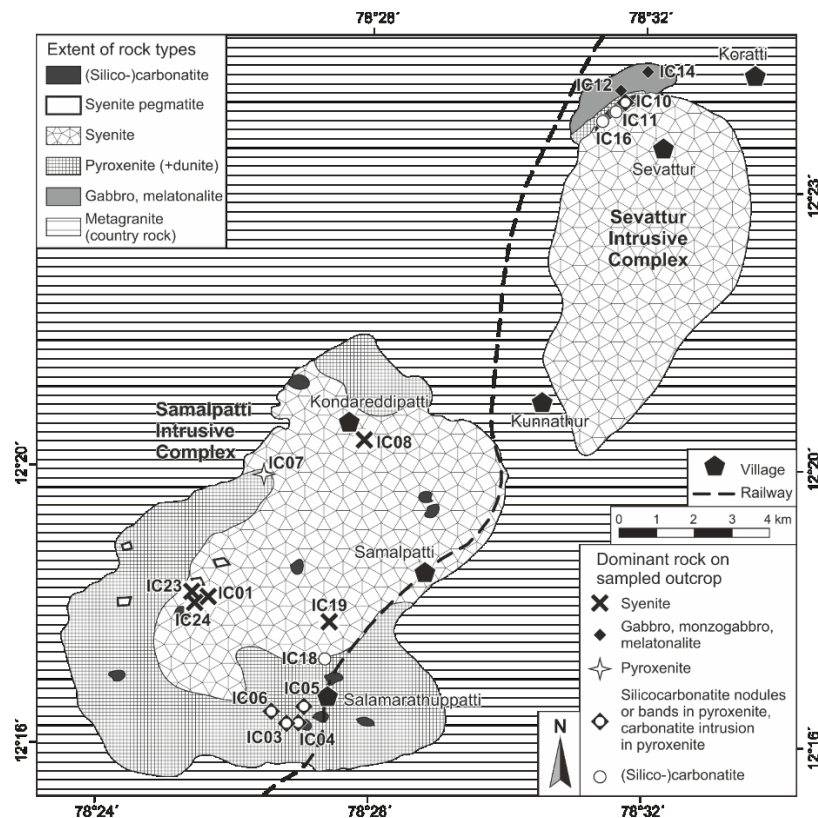 78°28´
78°32´
Extent of rock types
(Silico-)carbonatite
Syenite pegmatite
Syenite
Pyroxenite (+dunite)
Gabbro, melatonalite
Metagranite
(country rock)
Koratti
IC14
IC12
IC10
IC11
IC16
Sevattur
12°23´
Sevattur
Intrusive
Complex
Samalpatti
Intrusive
Complex
Kondareddipatti
Kunnathur
IC08
IC07
12°20´
12°20´
Village
Railway
0 1 2 3 4 km
Samalpatti
IC23
IC01
IC24
IC19
IC18
IC05
IC06
Salamarathuppatti
IC03
IC04
Dominant rock on
sampled outcrop
Syenite
Gabbro, monzogabbro,
melatonalite
Pyroxenite
Silicocarbonatite nodules
or bands in pyroxenite,
carbonatite intrusion
in pyroxenite
(Silico-)carbonatite
N
12°16´
12°16´
78°24´
78°28´
78°32´